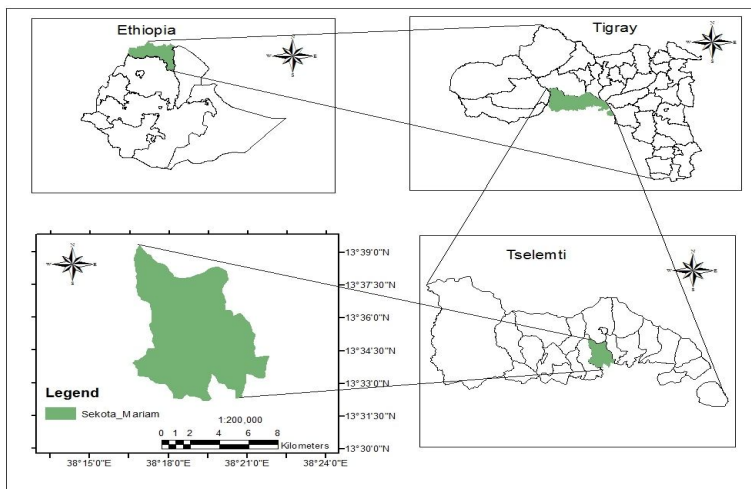 Ethiopia
N
W
E
S
Tigray
N
W
E
S
N
W
E
S
13°39'0"N
13°37'30"N
13°36'0"N
13°34'30"N
13°33'0"N
13°31'30"N
13°30'0"N
Legend
Sekota_Mariam
1:200,000
0 1 2 4 6 8
Kilometers
38°15'0"E 38°18'0"E 38°21'0"E 38°24'0"E
Tselemti
N
W
E
S